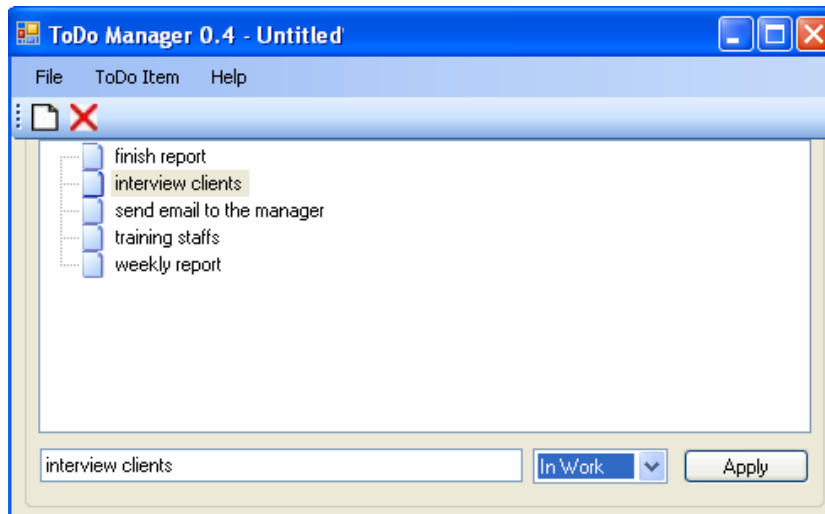 ToDo Manager 0.4 - Untitled
File ToDo Item Help
finish report
interview clients
send email to the manager
training staffs
weekly report
interview clients In Work Apply